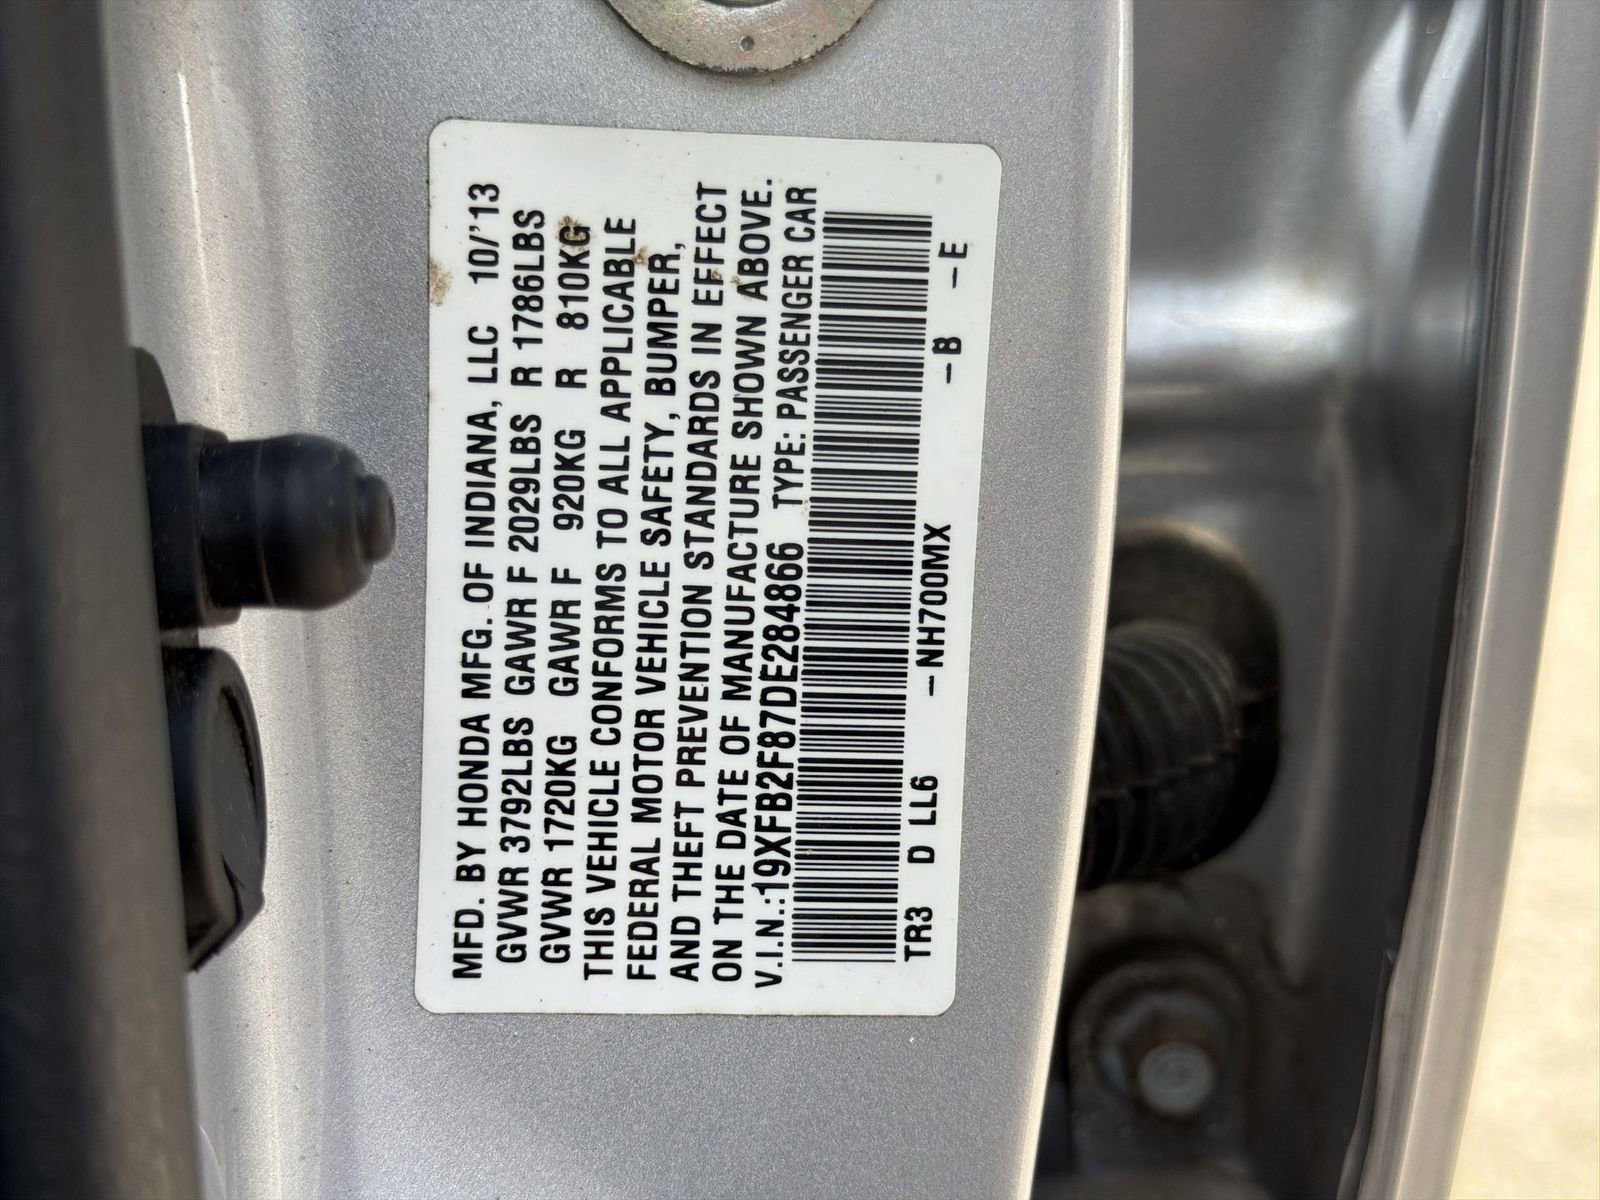 MFD. BY HONDA MFG. OF INDIANA, LLC 10/'13
GVWR 3792LBS GAWR F 2029LBS R 1786LBS
GVWR 1720KG GAWR F 920KG R 810KG
THIS VEHICLE CONFORMS TO ALL APPLICABLE
FEDERAL MOTOR VEHICLE SAFETY, BUMPER,
AND THEFT PREVENTION STANDARDS IN EFFECT
ON THE DATE OF MANUFACTURE SHOWN ABOVE.
V.I.N.:19XFB2F87DE284866 TYPE: PASSENGER CAR
TR3 D LL6 –NH700MX –B –E